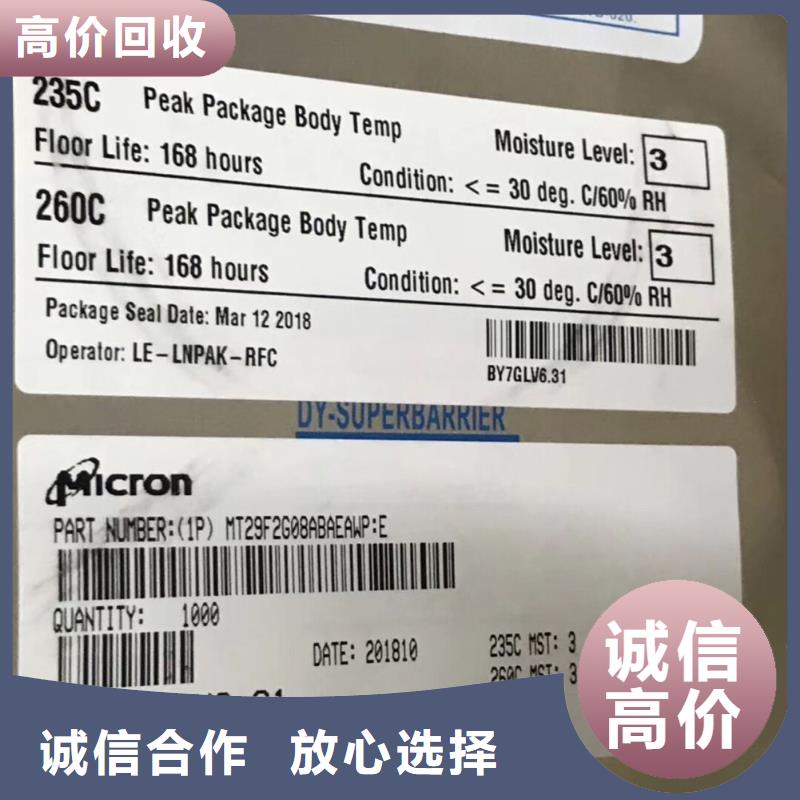 高价回收
235C Peak Package Body Temp Moisture Level: 3
Floor Life: 168 hours Condition: <= 30 deg. C/60% RH
260C Peak Package Body Temp Moisture Level: 3
Floor Life: 168 hours Condition: <= 30 deg. C/60% RH
Package Seal Date: Mar 12 2018
Operator: LE-LNPAK-RFC
BY7GLV6.31
DY-SUPERBARRIER
Micron
PART NUMBER:(1P) MT29F2G08ABAEAWP:E
QUANTITY: 1000
DATE: 201810 235C MST: 3
260C MST: 3
诚信高价
诚信合作 放心选择